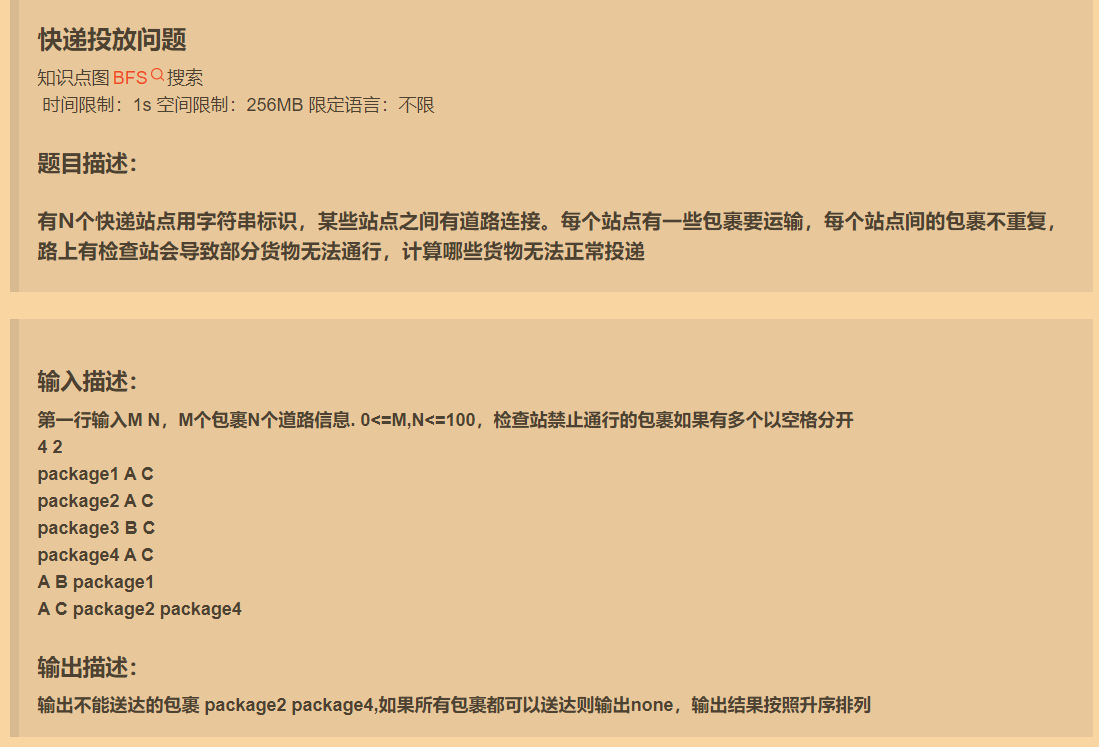 快递投放问题
知识点图BFS搜索
时间限制：1s 空间限制：256MB 限定语言：不限
题目描述：
有N个快递站点用字符串标识，某些站点之间有道路连接。每个站点有一些包裹要运输，每个站点间的包裹不重复，
路上有检查站会导致部分货物无法通行，计算哪些货物无法正常投递
输入描述：
第一行输入M N，M个包裹N个道路信息. 0<=M,N<=100，检查站禁止通行的包裹如果有多个以空格分开
4 2
package1 A C
package2 A C
package3 B C
package4 A C
A B package1
A C package2 package4
输出描述：
输出不能送达的包裹 package2 package4,如果所有包裹都可以送达则输出none，输出结果按照升序排列